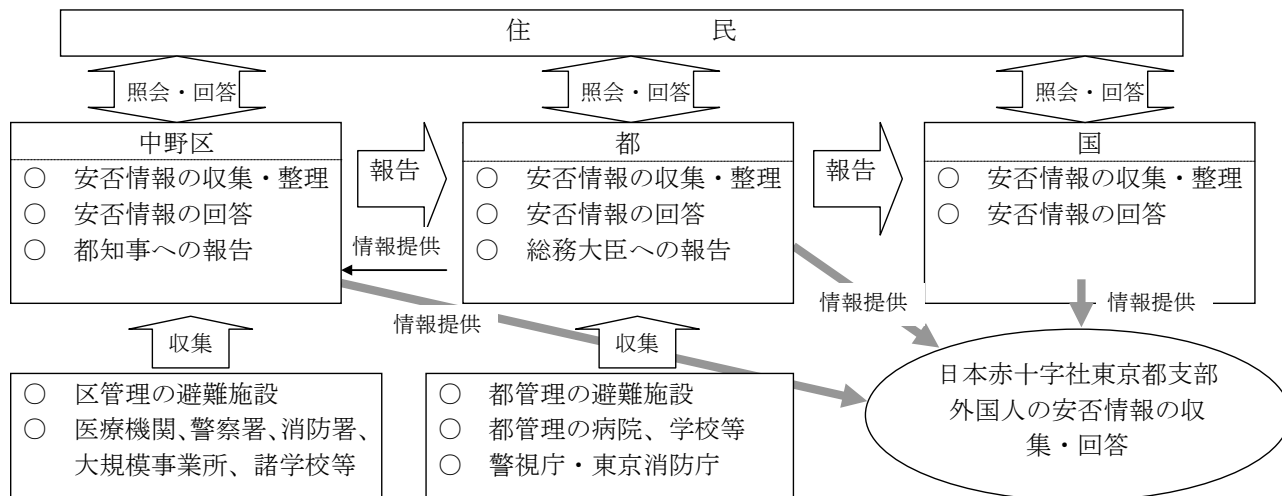 住　民
照会・回答
照会・回答
照会・回答
中野区
○　安否情報の収集・整理
○　安否情報の回答
○　都知事への報告
報告
情報提供
都
○　安否情報の収集・整理
○　安否情報の回答
○　総務大臣への報告
報告
国
○　安否情報の収集・整理
○　安否情報の回答
情報提供
情報提供
情報提供
収集
収集
○　区管理の避難施設
○　医療機関、警察署、消防署、
大規模事業所、諸学校等
○　都管理の避難施設
○　都管理の病院、学校等
○　警視庁・東京消防庁
日本赤十字社東京都支部
外国人の安否情報の収
集・回答